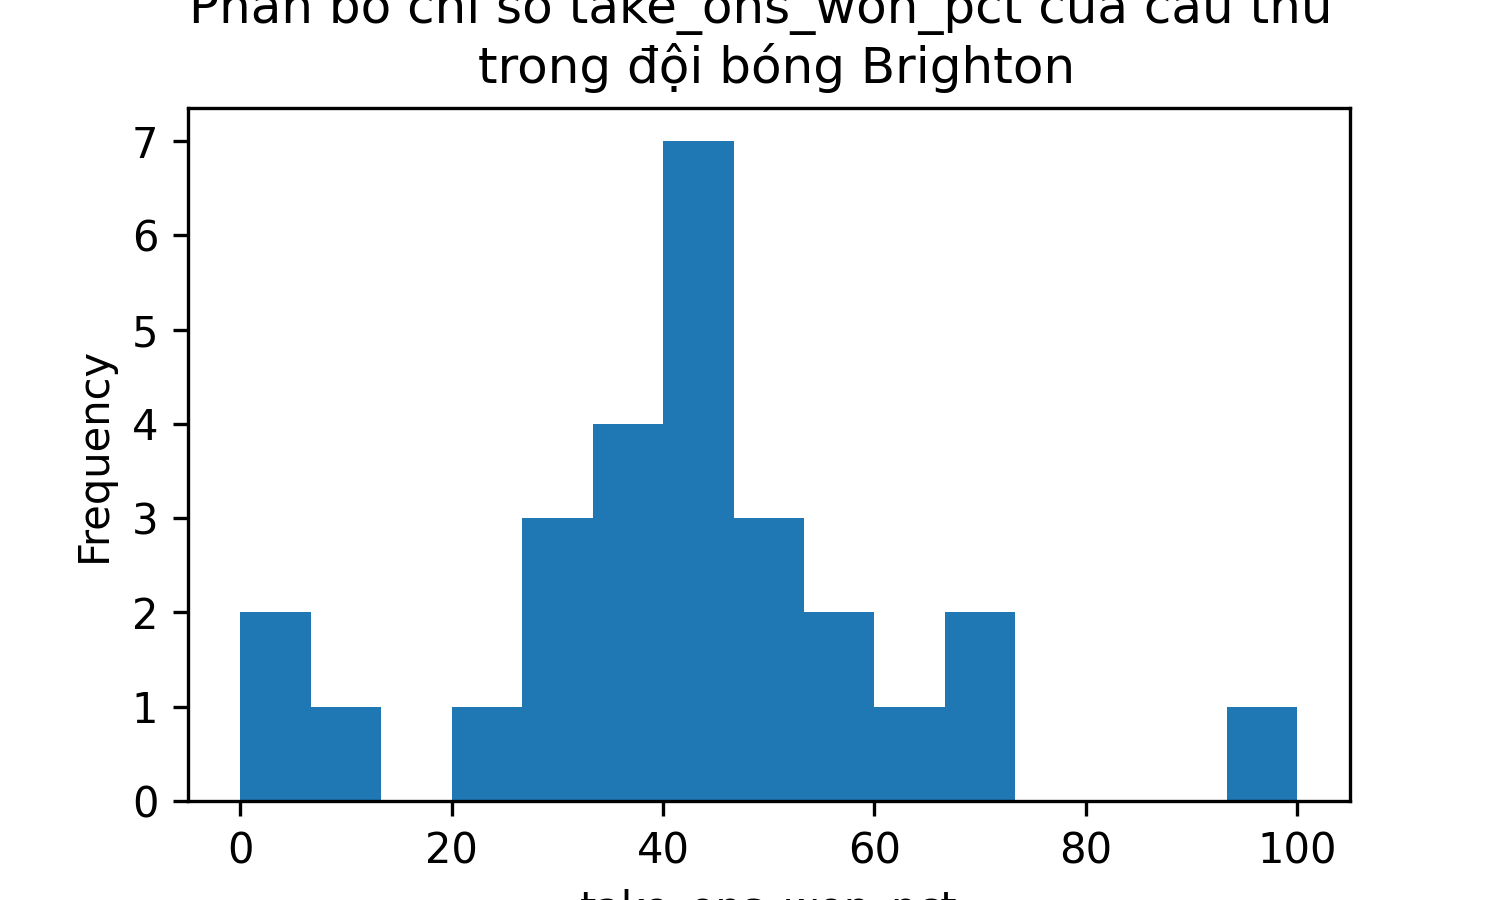 Phân bố chỉ số take_ons_won_pct của cầu thủ
trong đội bóng Brighton
7
6
5
4
3
2
1
0
Frequency
0 20 40 60 80 100
take_ons_won_pct